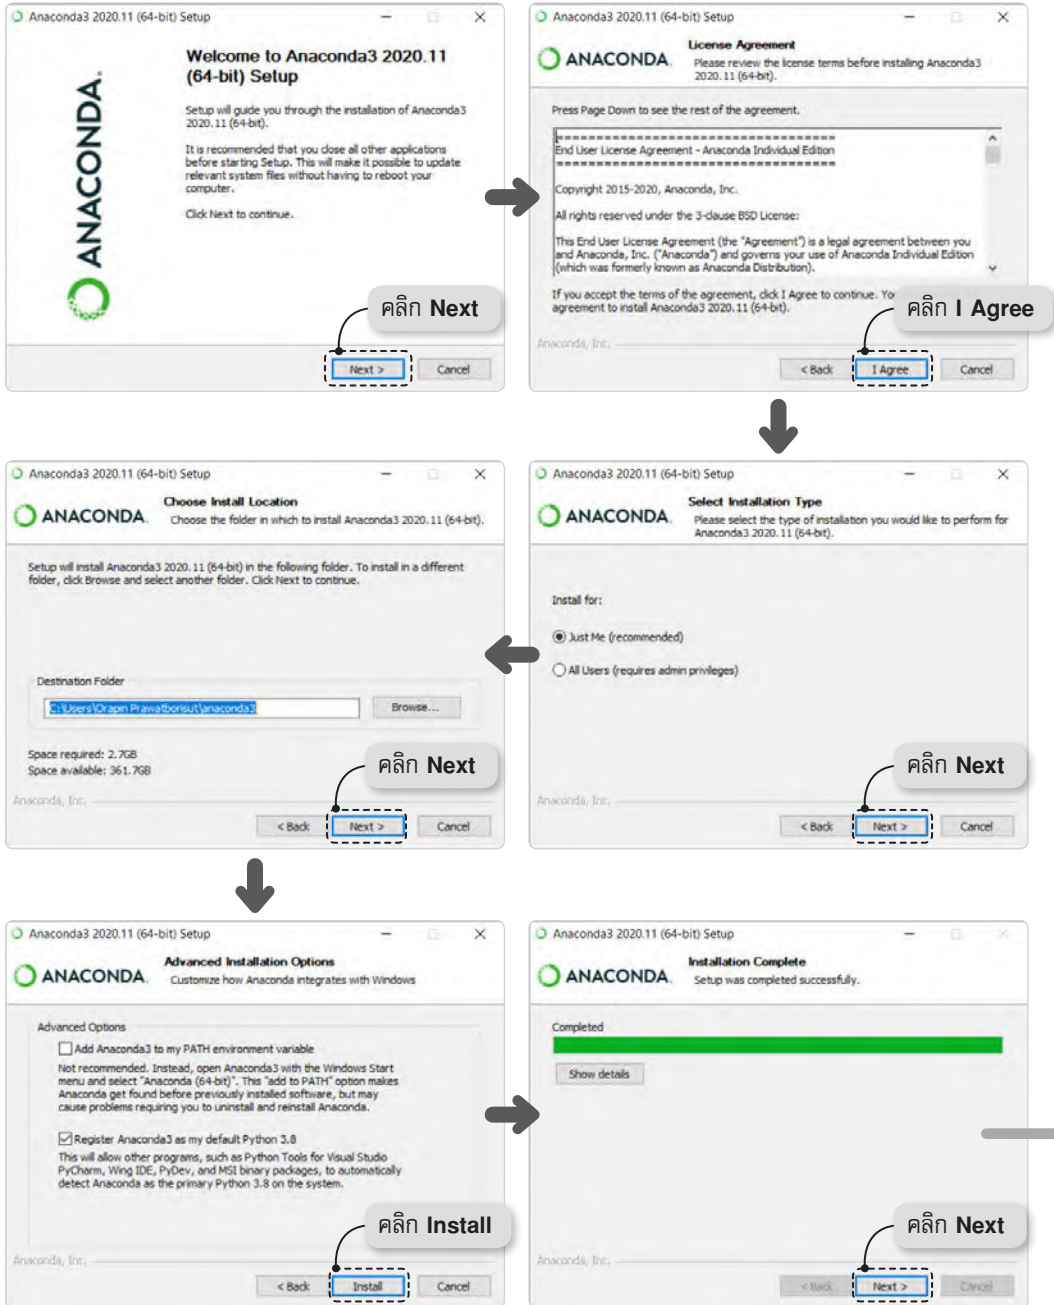 Anaconda3 2020.11 (64-bit) Setup
ANACONDA.
Welcome to Anaconda3 2020.11
(64-bit) Setup
Setup will guide you through the installation of Anaconda3
2020.11 (64-bit).
It is recommended that you close all other applications
before starting Setup. This will make it possible to update
relevant system files without having to reboot your
computer.
Click Next to continue.
คลิก Next
Next >
Cancel
Anaconda3 2020.11 (64-bit) Setup
ANACONDA.
License Agreement
Please review the license terms before installing Anaconda3
2020.11 (64-bit).
Press Page Down to see the rest of the agreement.
===================================
End User License Agreement - Anaconda Individual Edition
===================================
Copyright 2015-2020, Anaconda, Inc.
All rights reserved under the 3-clause BSD License:
This End User License Agreement (the "Agreement") is a legal agreement between you
and Anaconda, Inc. ("Anaconda") and governs your use of Anaconda Individual Edition
(which was formerly known as Anaconda Distribution).
If you accept the terms of the agreement, click I Agree to continue. Yo
agreement to install Anaconda3 2020.11 (64-bit).
คลิก I Agree
Anaconda, Inc.
< Back
I Agree
Cancel
Anaconda3 2020.11 (64-bit) Setup
ANACONDA.
Select Installation Type
Please select the type of installation you would like to perform for
Anaconda3 2020.11 (64-bit).
Install for:
Just Me (recommended)
All Users (requires admin privileges)
คลิก Next
Anaconda, Inc.
< Back
Next >
Cancel
Anaconda3 2020.11 (64-bit) Setup
ANACONDA.
Choose Install Location
Choose the folder in which to install Anaconda3 2020.11 (64-bit).
Setup will install Anaconda3 2020.11 (64-bit) in the following folder. To install in a different
folder, click Browse and select another folder. Click Next to continue.
Destination Folder
C:\Users\Orapin Prawatborisut\anaconda3
Browse...
Space required: 2.7GB
Space available: 361.7GB
คลิก Next
Anaconda, Inc.
< Back
Next >
Cancel
Anaconda3 2020.11 (64-bit) Setup
ANACONDA.
Advanced Installation Options
Customize how Anaconda integrates with Windows
Advanced Options
Add Anaconda3 to my PATH environment variable
Not recommended. Instead, open Anaconda3 with the Windows Start
menu and select "Anaconda (64-bit)". This "add to PATH" option makes
Anaconda get found before previously installed software, but may
cause problems requiring you to uninstall and reinstall Anaconda.
Register Anaconda3 as my default Python 3.8
This will allow other programs, such as Python Tools for Visual Studio
PyCharm, Wing IDE, PyDev, and MSI binary packages, to automatically
detect Anaconda as the primary Python 3.8 on the system.
คลิก Install
Anaconda, Inc.
< Back
Install
Cancel
Anaconda3 2020.11 (64-bit) Setup
ANACONDA.
Installation Complete
Setup was completed successfully.
Completed
Show details
คลิก Next
Anaconda, Inc.
< Back
Next >
Cancel